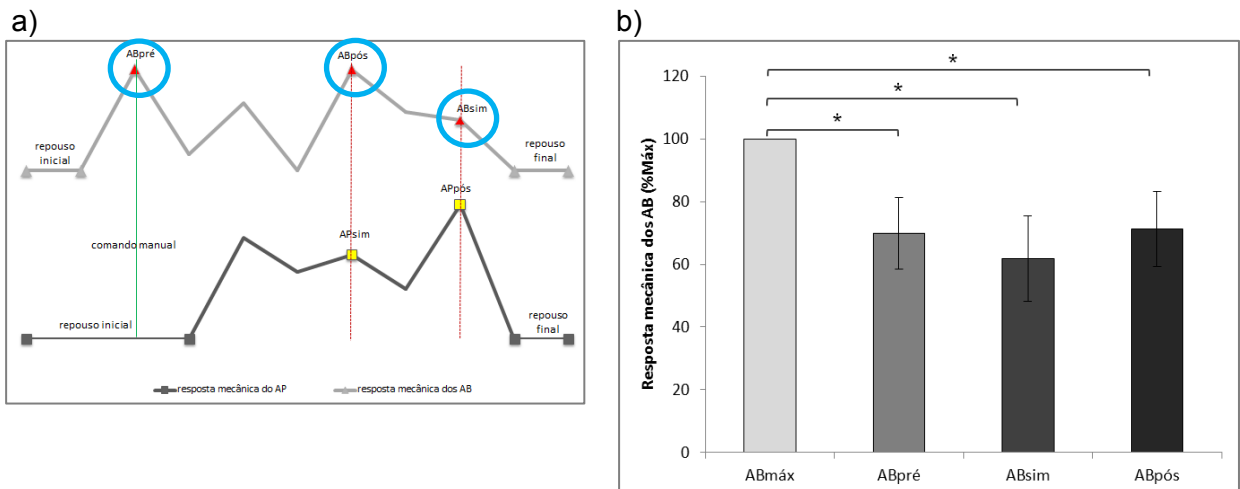 a)
ABpré
ABpós
ABsim
repouso
inicial
repouso
final
APpós
APsim
comando manual
repouso inicial
repouso
final
resposta mecânica do AP
resposta mecânica dos AB
b)
Resposta mecânica dos AB (%Máx)
120
100
80
60
40
20
0
*
*
*
ABmáx
ABpré
ABsim
ABpós